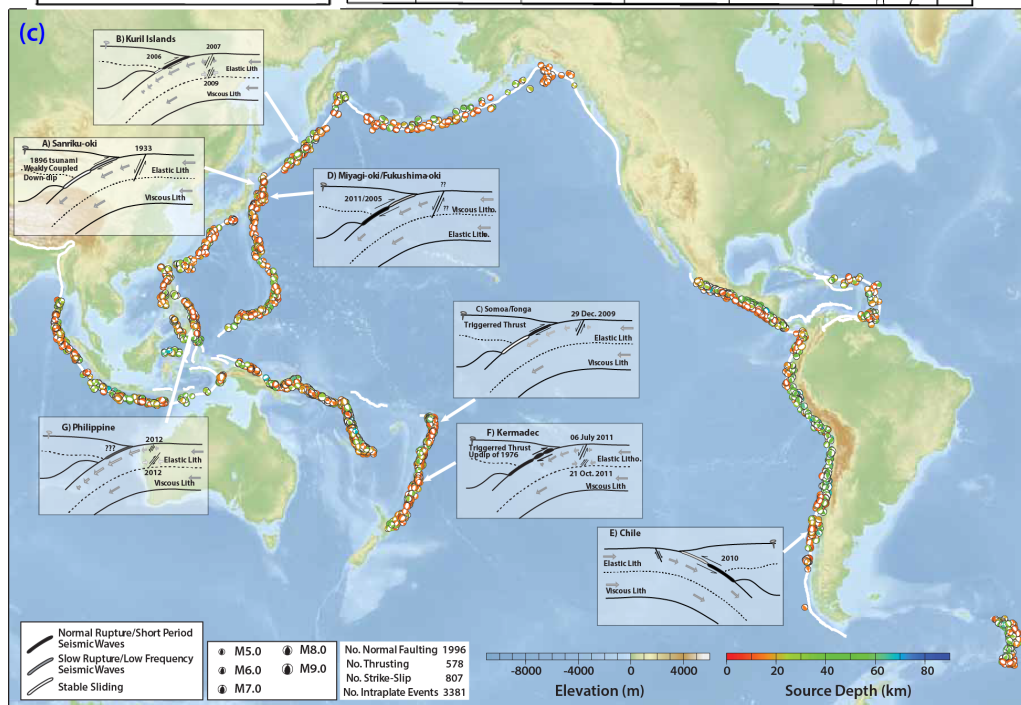 (c)
B) Kuril Islands
2007
2006
Elastic Lith
2009
Viscous Lith
A) Sanriku-oki
1933
1896 tsunami
Weakly Coupled
Down-dip
Elastic Lith
Viscous Lith
D) Miyagi-oki/Fukushima-oki
??
2011/2005
??
Viscous Litho.
Elastic Litho.
C) Somoa/Tonga
Triggerred Thrust
29 Dec. 2009
Elastic Lith
Viscous Lith
G) Philippine
2012
???
Elastic Lith
2012
Viscous Lith
F) Kermadec
06 July 2011
Triggerred Thrust
Updip of 1976
Elastic Litho.
21 Oct. 2011
Viscous Lith
E) Chile
2010
Elastic Lith
Viscous Lith
Normal Rupture/Short Period
Seismic Waves
Slow Rupture/Low Frequency
Seismic Waves
Stable Sliding
M5.0
M6.0
M7.0
M8.0
M9.0
No. Normal Faulting 1996
No. Thrusting 578
No. Strike-Slip 807
No. Intraplate Events 3381
-8000 -4000 -2000 0 2000 4000
Elevation (m)
0 20 40 60 80
Source Depth (km)